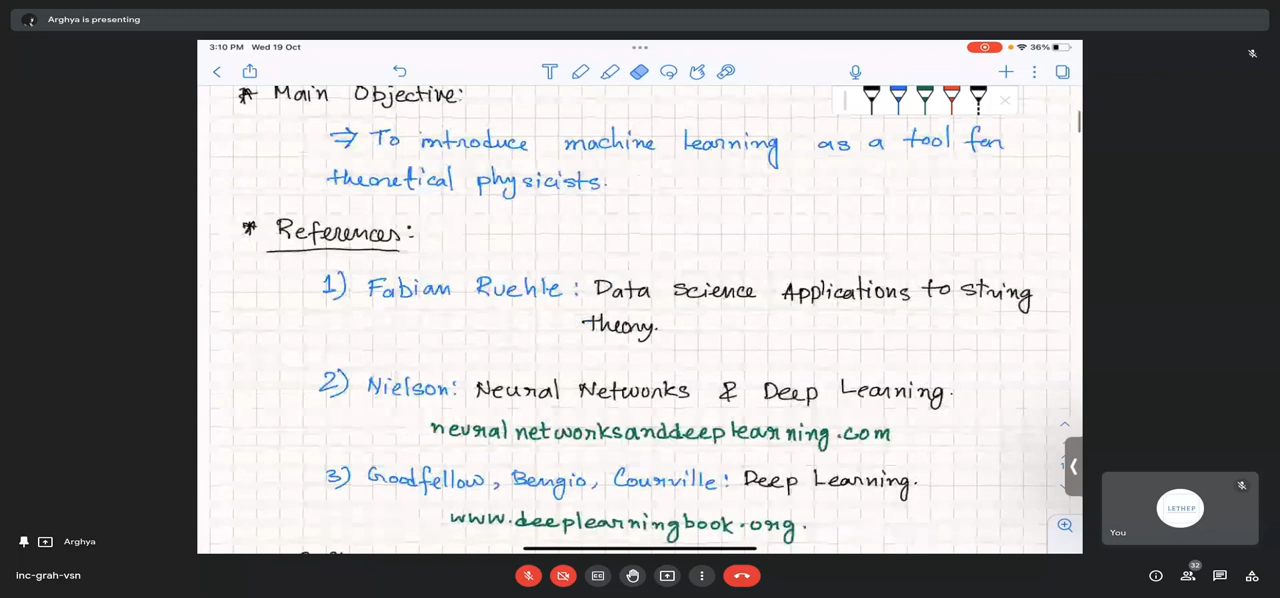 Arghya is presenting
3:10 PM Wed 19 Oct
36%
* Main Objective:
⇒ To introduce machine learning as a tool for
theoretical physicists.
* References:
1) Fabian Ruehle: Data science Applications to string
theory.
2) Nielson: Neural Networks & Deep Learning.
neuralnetworksanddeeplearning.com
3) Goodfellow, Bengio, Courville: Deep Learning.
www.deeplearningbook.org.
LETHEP
You
Arghya
lnc-grah-vsn
32